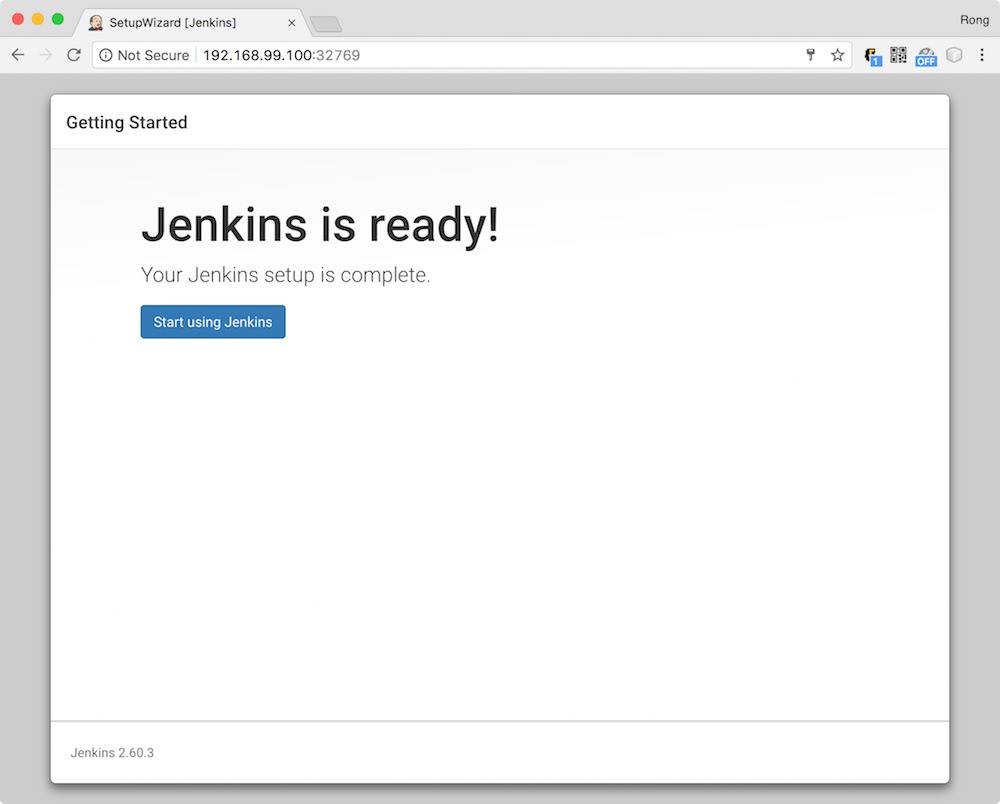 SetupWizard [Jenkins]
Rong
Not Secure 192.168.99.100:32769
1
OFF
Getting Started
Jenkins is ready!
Your Jenkins setup is complete.
Start using Jenkins
Jenkins 2.60.3